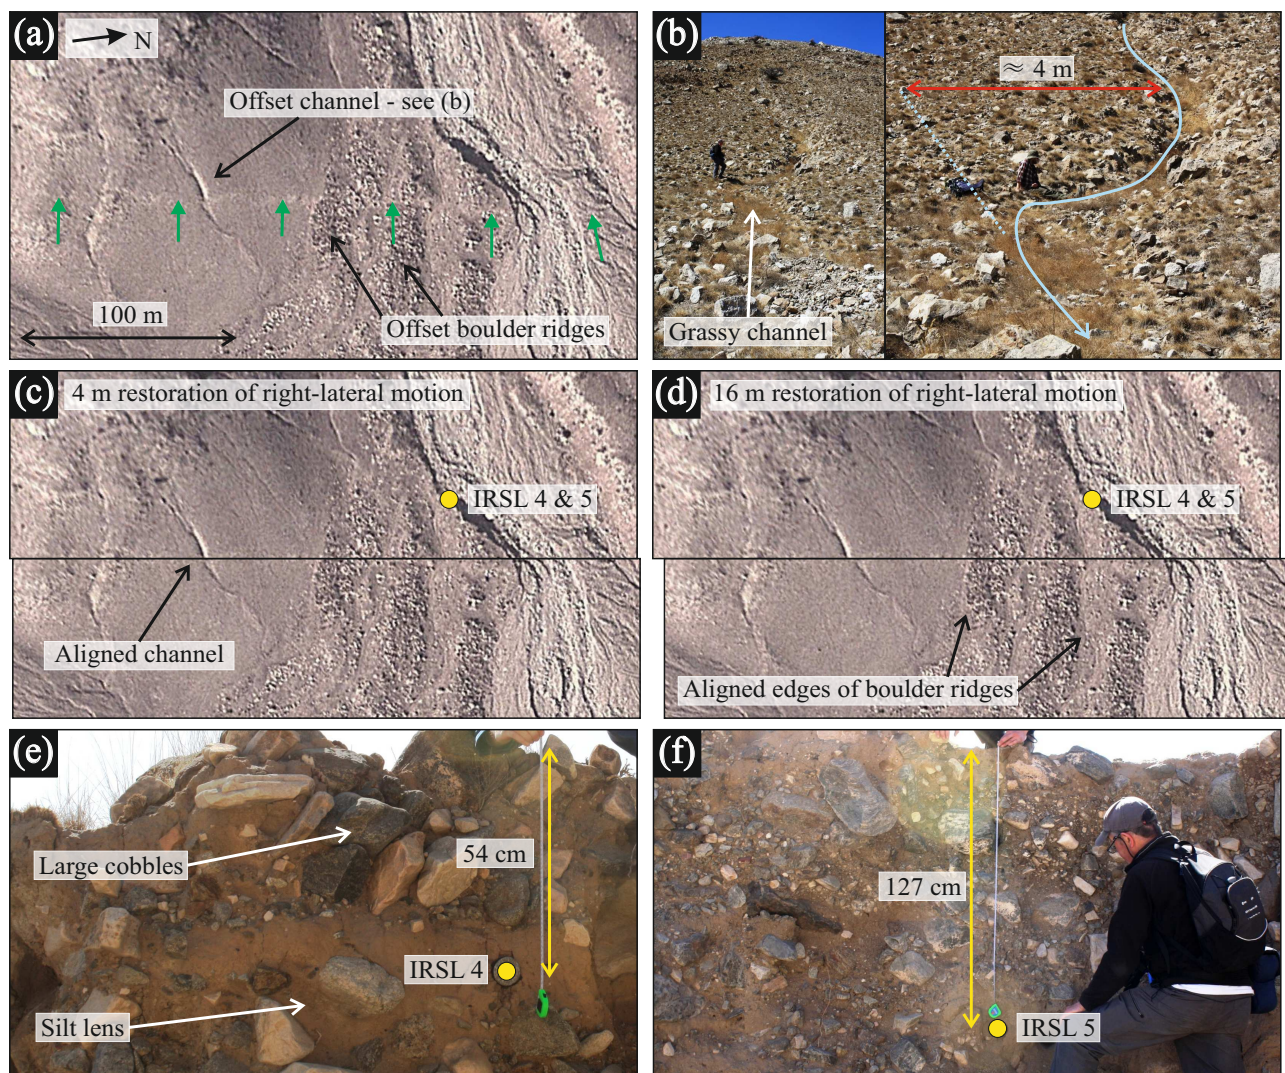 (a)
N
Offset channel - see (b)
100 m
Offset boulder ridges
(b)
≈ 4 m
Grassy channel
(c)
4 m restoration of right-lateral motion
IRSL 4 & 5
Aligned channel
(d)
16 m restoration of right-lateral motion
IRSL 4 & 5
Aligned edges of boulder ridges
(e)
Large cobbles
54 cm
IRSL 4
Silt lens
(f)
127 cm
IRSL 5